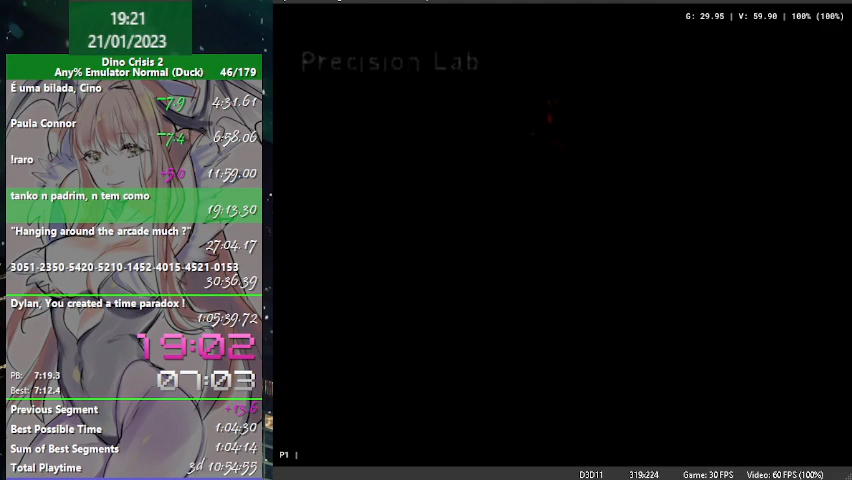 19:21
21/01/2023
Dino Crisis 2
Any% Emulator Normal (Duck) 46/179
É uma bilada, Cino
-7.9 4:31.61
Paula Connor
-7.4 6:58.06
!raro
+5.0 11:59.00
tanko n padrim, n tem como
19:13.30
"Hanging around the arcade much ?"
27:04.17
3051-2350-5420-5210-1452-4015-4521-0153
30:36.39
Dylan, You created a time paradox !
1:05:39.72
19:02
PB: 7:19.3
07:03
Best: 7:12.4
Previous Segment +13.6
Best Possible Time 1:04:30
Sum of Best Segments 1:04:14
Total Playtime 3d 10:54:55
G: 29.95 | V: 59.90 | 100% (100%)
Precision Lab
P1 |
D3D11 319x224 Game: 30 FPS Video: 60 FPS (100%)